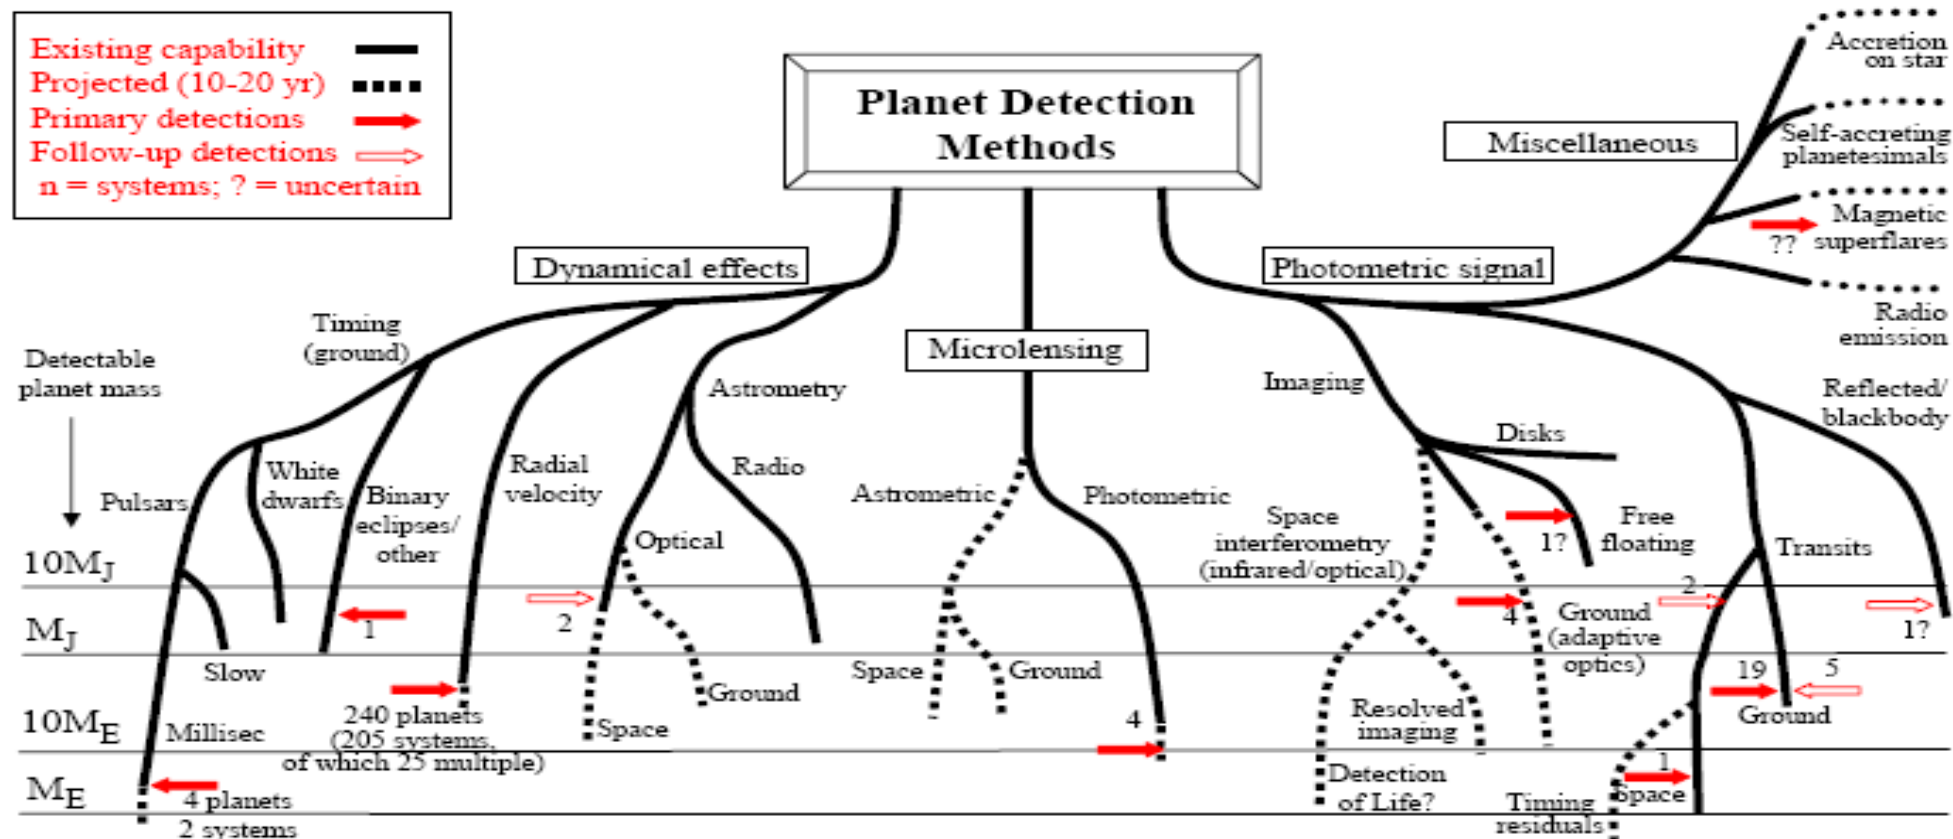 Existing capability
Projected (10-20 yr)
Primary detections
Follow-up detections
n = systems; ? = uncertain
Planet Detection
Methods
Miscellaneous
Accretion
on star
Self-accreting
planetesimals
Magnetic
superflares
??
Radio
emission
Dynamical effects
Photometric signal
Microlensing
Timing
(ground)
Detectable
planet mass
Astrometry
Imaging
Reflected/
blackbody
Disks
Pulsars
White
dwarfs
Binary
eclipses/
other
Radial
velocity
Radio
Optical
Astrometric
Photometric
Space
interferometry
(infrared/optical)
1?
Free
floating
Transits
10MJ
1
2
4
Ground
(adaptive
optics)
2
1?
MJ
Slow
Space
Ground
Space
Ground
19
5
Ground
10ME
Millisec
240 planets
(205 systems,
of which 25 multiple)
4
Resolved
imaging
ME
4 planets
2 systems
Detection
of Life?
Timing
residuals
1
Space